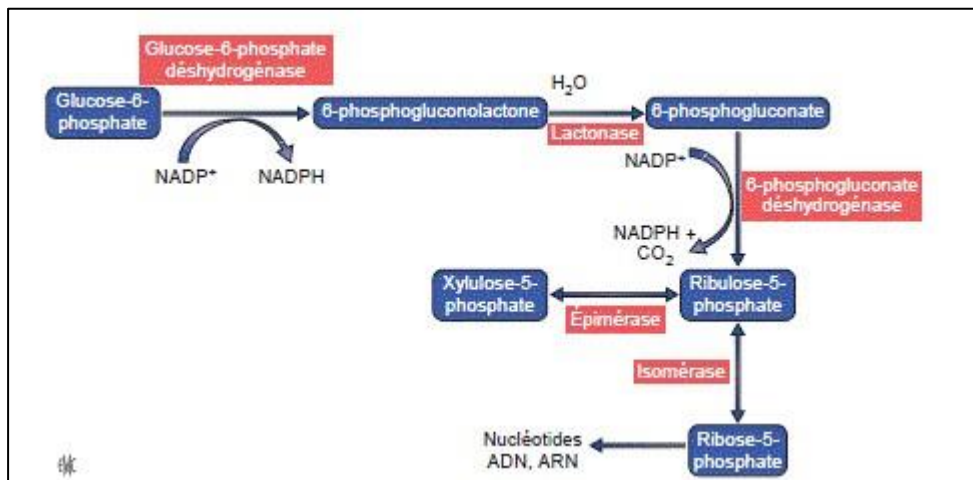 Glucose-6-phosphate
déshydrogénase
Glucose-6-
phosphate
NADP+
NADPH
6-phosphogluconolactone
H2O
Lactonase
6-phosphogluconate
NADP+
6-phosphogluconate
déshydrogénase
NADPH +
CO2
Xylulose-5-
phosphate
Épimérase
Ribulose-5-
phosphate
Isomérase
Nucléotides
ADN, ARN
Ribose-5-
phosphate